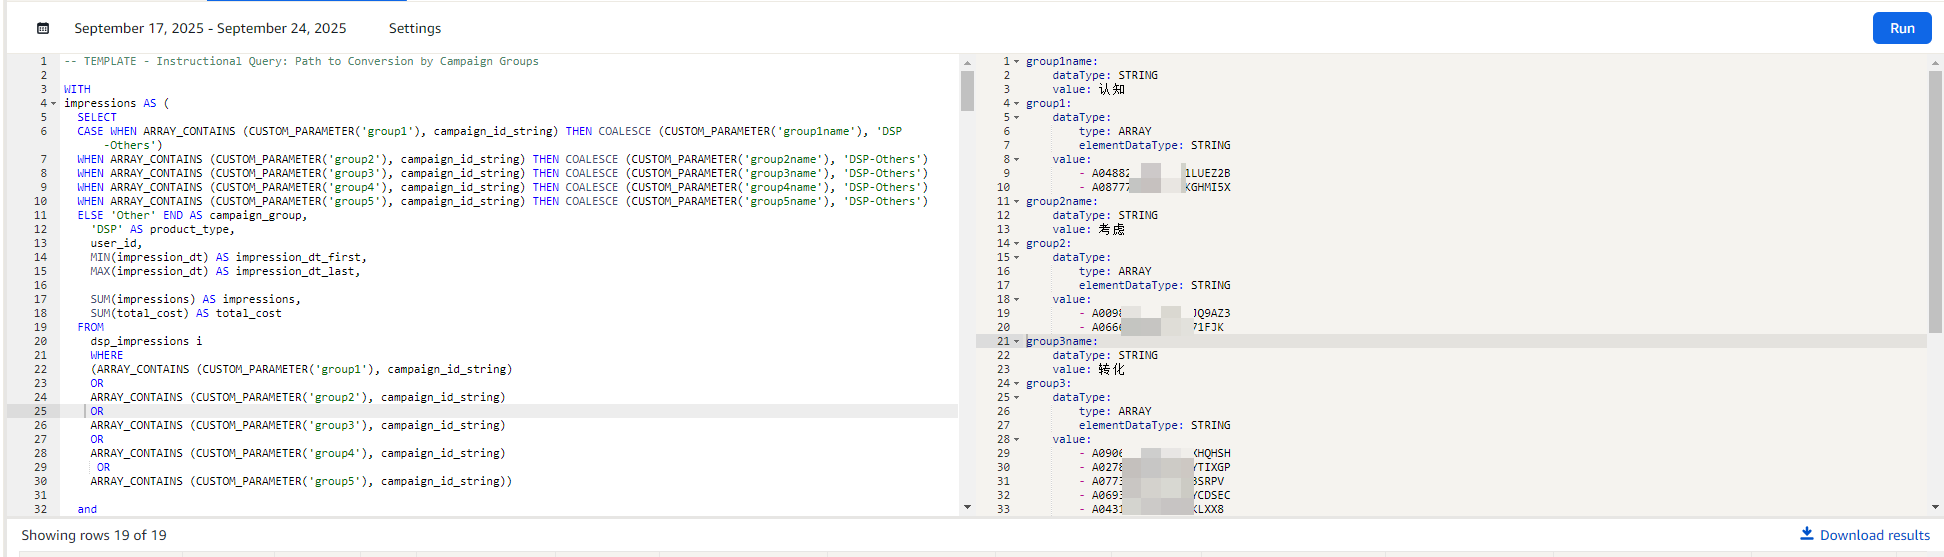 September 17, 2025 - September 24, 2025
Settings
Run
1 -- TEMPLATE - Instructional Query: Path to Conversion by Campaign Groups
2
3 WITH
4 impressions AS (
5 SELECT
6 CASE WHEN ARRAY_CONTAINS (CUSTOM_PARAMETER('group1'), campaign_id_string) THEN COALESCE (CUSTOM_PARAMETER('group1name'), 'DSP
-Others')
7 WHEN ARRAY_CONTAINS (CUSTOM_PARAMETER('group2'), campaign_id_string) THEN COALESCE (CUSTOM_PARAMETER('group2name'), 'DSP-Others')
8 WHEN ARRAY_CONTAINS (CUSTOM_PARAMETER('group3'), campaign_id_string) THEN COALESCE (CUSTOM_PARAMETER('group3name'), 'DSP-Others')
9 WHEN ARRAY_CONTAINS (CUSTOM_PARAMETER('group4'), campaign_id_string) THEN COALESCE (CUSTOM_PARAMETER('group4name'), 'DSP-Others')
10 WHEN ARRAY_CONTAINS (CUSTOM_PARAMETER('group5'), campaign_id_string) THEN COALESCE (CUSTOM_PARAMETER('group5name'), 'DSP-Others')
11 ELSE 'Other' END AS campaign_group,
12 'DSP' AS product_type,
13 user_id,
14 MIN(impression_dt) AS impression_dt_first,
15 MAX(impression_dt) AS impression_dt_last,
16
17 SUM(impressions) AS impressions,
18 SUM(total_cost) AS total_cost
19 FROM
20 dsp_impressions i
21 WHERE
22 (ARRAY_CONTAINS (CUSTOM_PARAMETER('group1'), campaign_id_string)
23 OR
24 ARRAY_CONTAINS (CUSTOM_PARAMETER('group2'), campaign_id_string)
25 OR
26 ARRAY_CONTAINS (CUSTOM_PARAMETER('group3'), campaign_id_string)
27 OR
28 ARRAY_CONTAINS (CUSTOM_PARAMETER('group4'), campaign_id_string)
29 OR
30 ARRAY_CONTAINS (CUSTOM_PARAMETER('group5'), campaign_id_string))
31
32 and
1 group1name:
2 dataType: STRING
3 value: 认知
4 group1:
5 dataType:
6 type: ARRAY
7 elementDataType: STRING
8 value:
9 - A0488 1LUEZ2B
10 - A0877 KGHMI5X
11 group2name:
12 dataType: STRING
13 value: 考虑
14 group2:
15 dataType:
16 type: ARRAY
17 elementDataType: STRING
18 value:
19 - A009 JQ9AZ3
20 - A066 71FJK
21 group3name:
22 dataType: STRING
23 value: 转化
24 group3:
25 dataType:
26 type: ARRAY
27 elementDataType: STRING
28 value:
29 - A090 XHQHSH
30 - A027 YTIXGP
31 - A077 3SRPV
32 - A069 YCDSEC
33 - A043 KLXX8
Showing rows 19 of 19
Download results